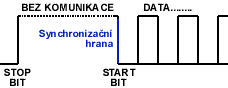 BEZ KOMUNIKACE DATA........
Synchronizační
hrana
STOP START
BIT BIT